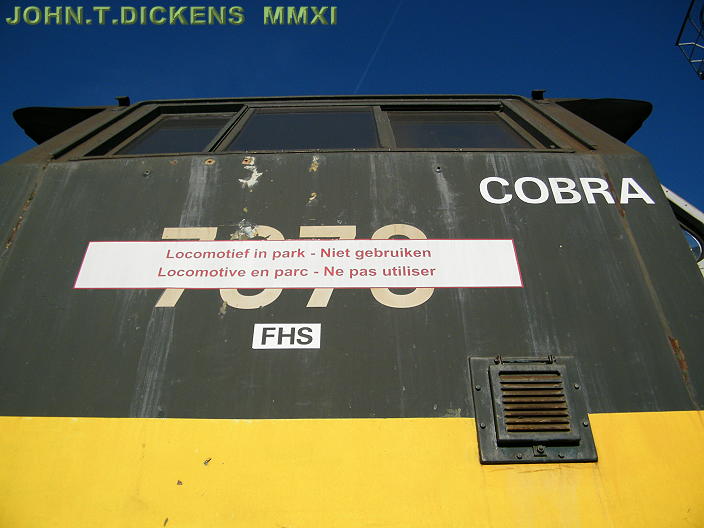 JOHN.T.DICKENS MMXI
COBRA
Locomotief in park - Niet gebruiken
Locomotive en parc - Ne pas utiliser
FHS